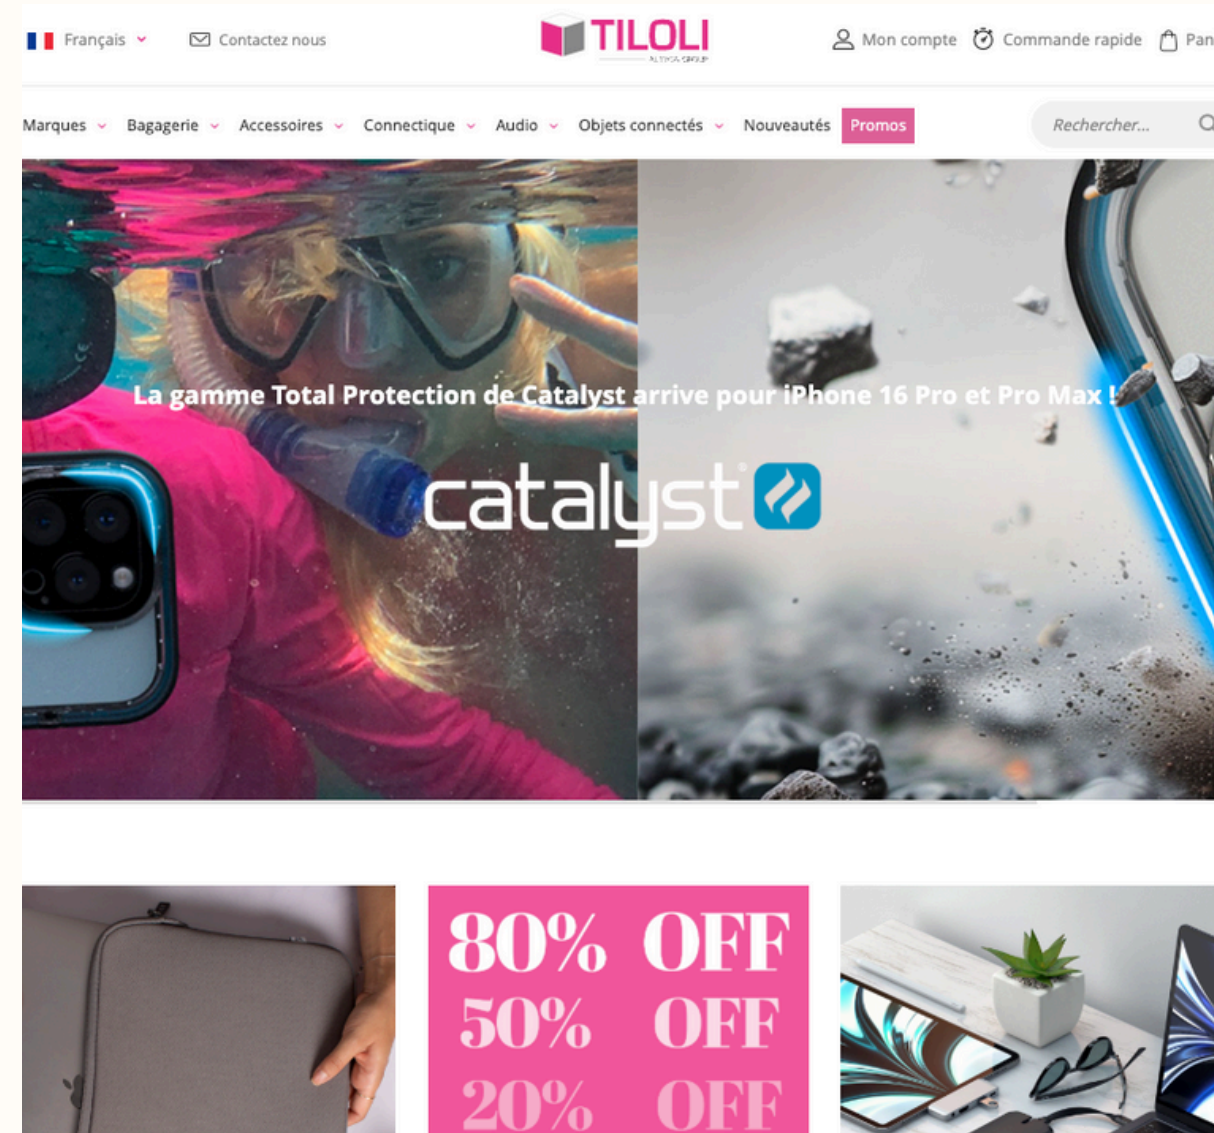 Français
Contactez nous
TILOLI
Mon compte
Commande rapide
Pan
Marques
Bagagerie
Accessoires
Connectique
Audio
Objets connectés
Nouveautés
Promos
Rechercher...
La gamme Total Protection de Catalyst arrive pour iPhone 16 Pro et Pro Max !
catalyst
80% OFF
50% OFF
20% OFF